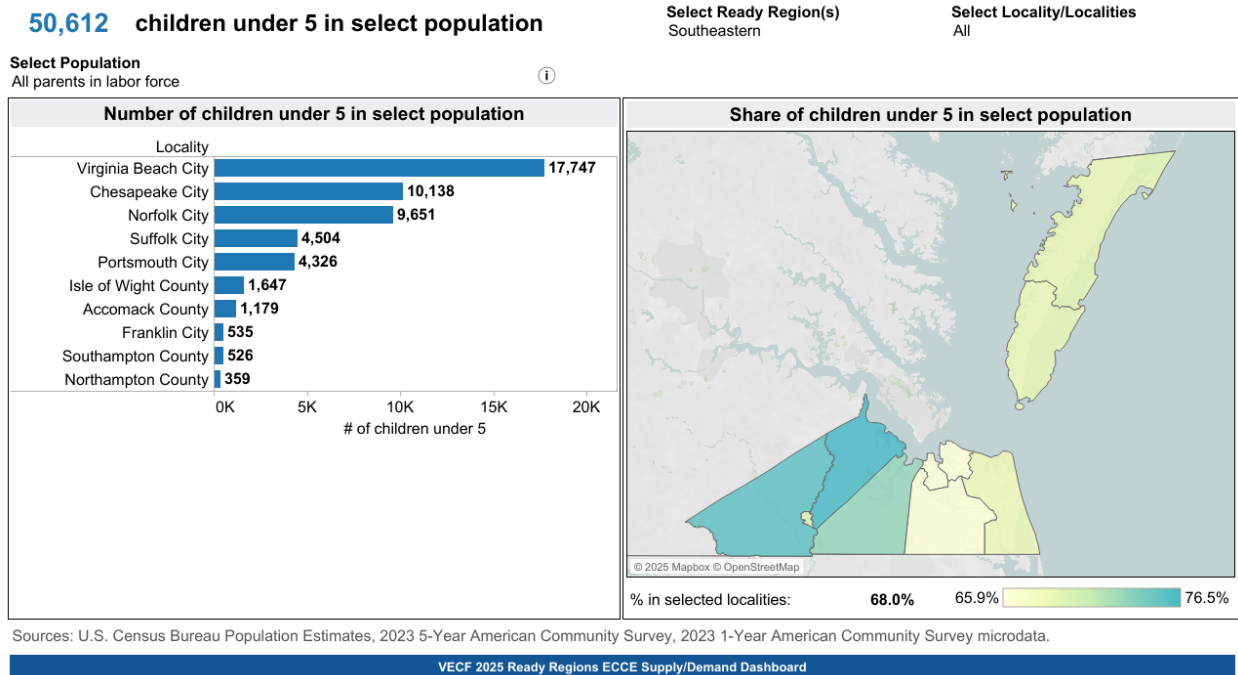 50,612 children under 5 in select population
Select Ready Region(s)
Southeastern
Select Locality/Localities
All
Select Population
All parents in labor force
i
Number of children under 5 in select population
Locality
Virginia Beach City 17,747
Chesapeake City 10,138
Norfolk City 9,651
Suffolk City 4,504
Portsmouth City 4,326
Isle of Wight County 1,647
Accomack County 1,179
Franklin City 535
Southampton County 526
Northampton County 359
0K 5K 10K 15K 20K
# of children under 5
Share of children under 5 in select population
© 2025 Mapbox © OpenStreetMap
% in selected localities: 68.0% 65.9% 76.5%
Sources: U.S. Census Bureau Population Estimates, 2023 5-Year American Community Survey, 2023 1-Year American Community Survey microdata.
VECF 2025 Ready Regions ECCE Supply/Demand Dashboard